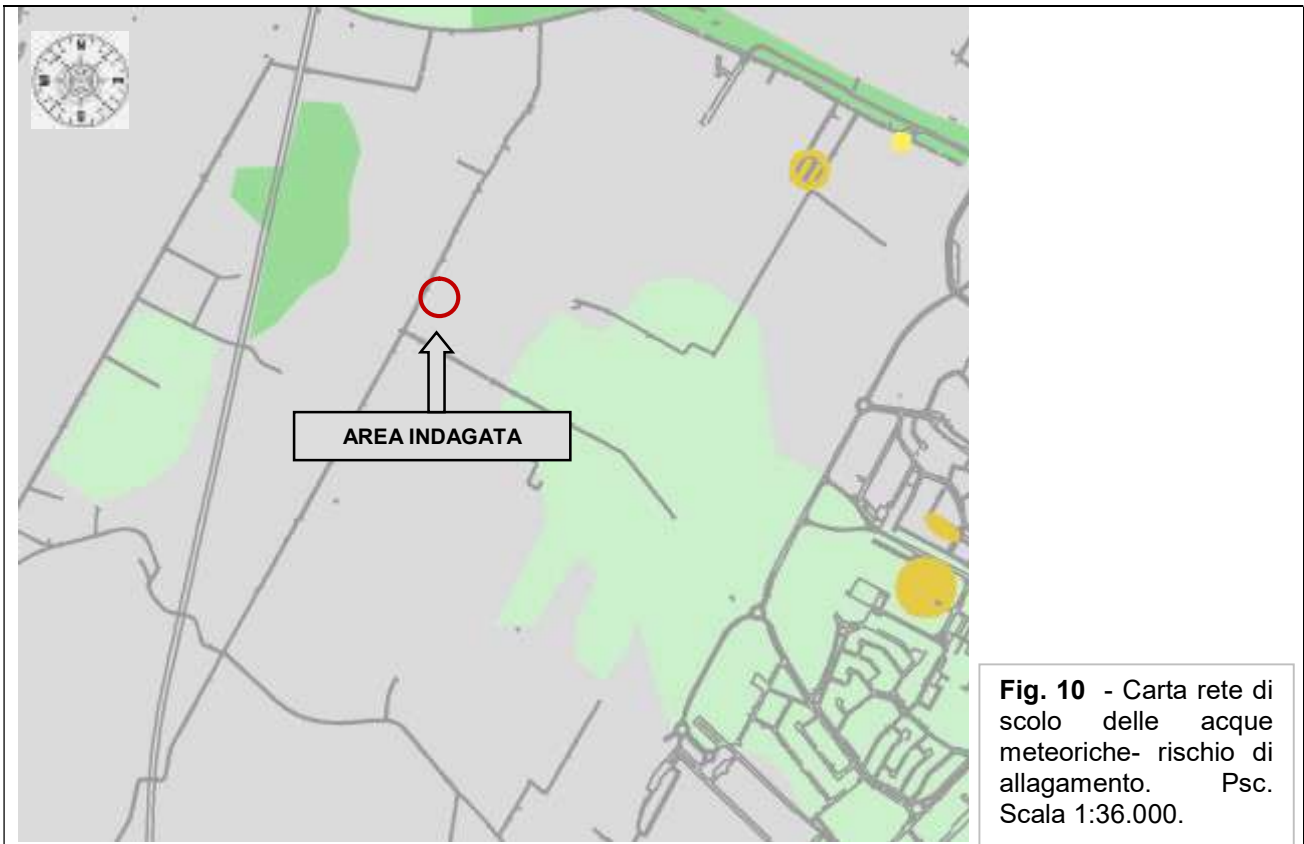 AREA INDAGATA
Fig. 10 - Carta rete di
scolo delle acque
meteoriche- rischio di
allagamento. Psc.
Scala 1:36.000.